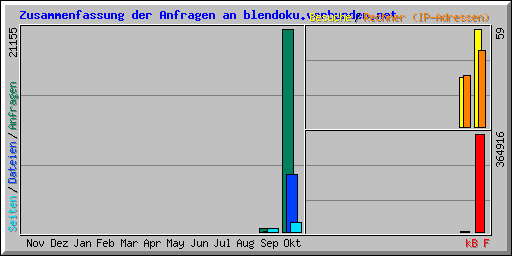 Zusammenfassung der Anfragen an blendoku.
Besuche/Rechner (IP-Adressen)
21155
59
Seiten/Dateien/Anfragen
364916
Nov Dez Jan Feb Mar Apr May Jun Jul Aug Sep Okt
kB F